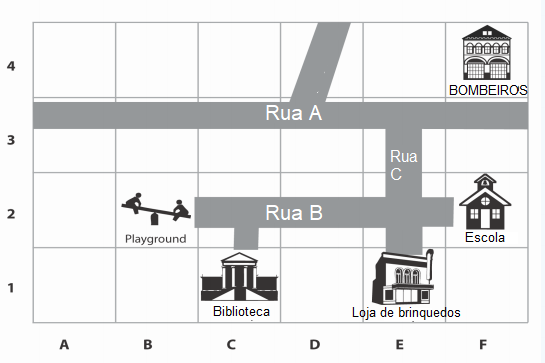 4
BOMBEIROS
Rua A
3
Rua
C
2
Rua B
Playground
Escola
1
Biblioteca
Loja de brinquedos
A B C D E F